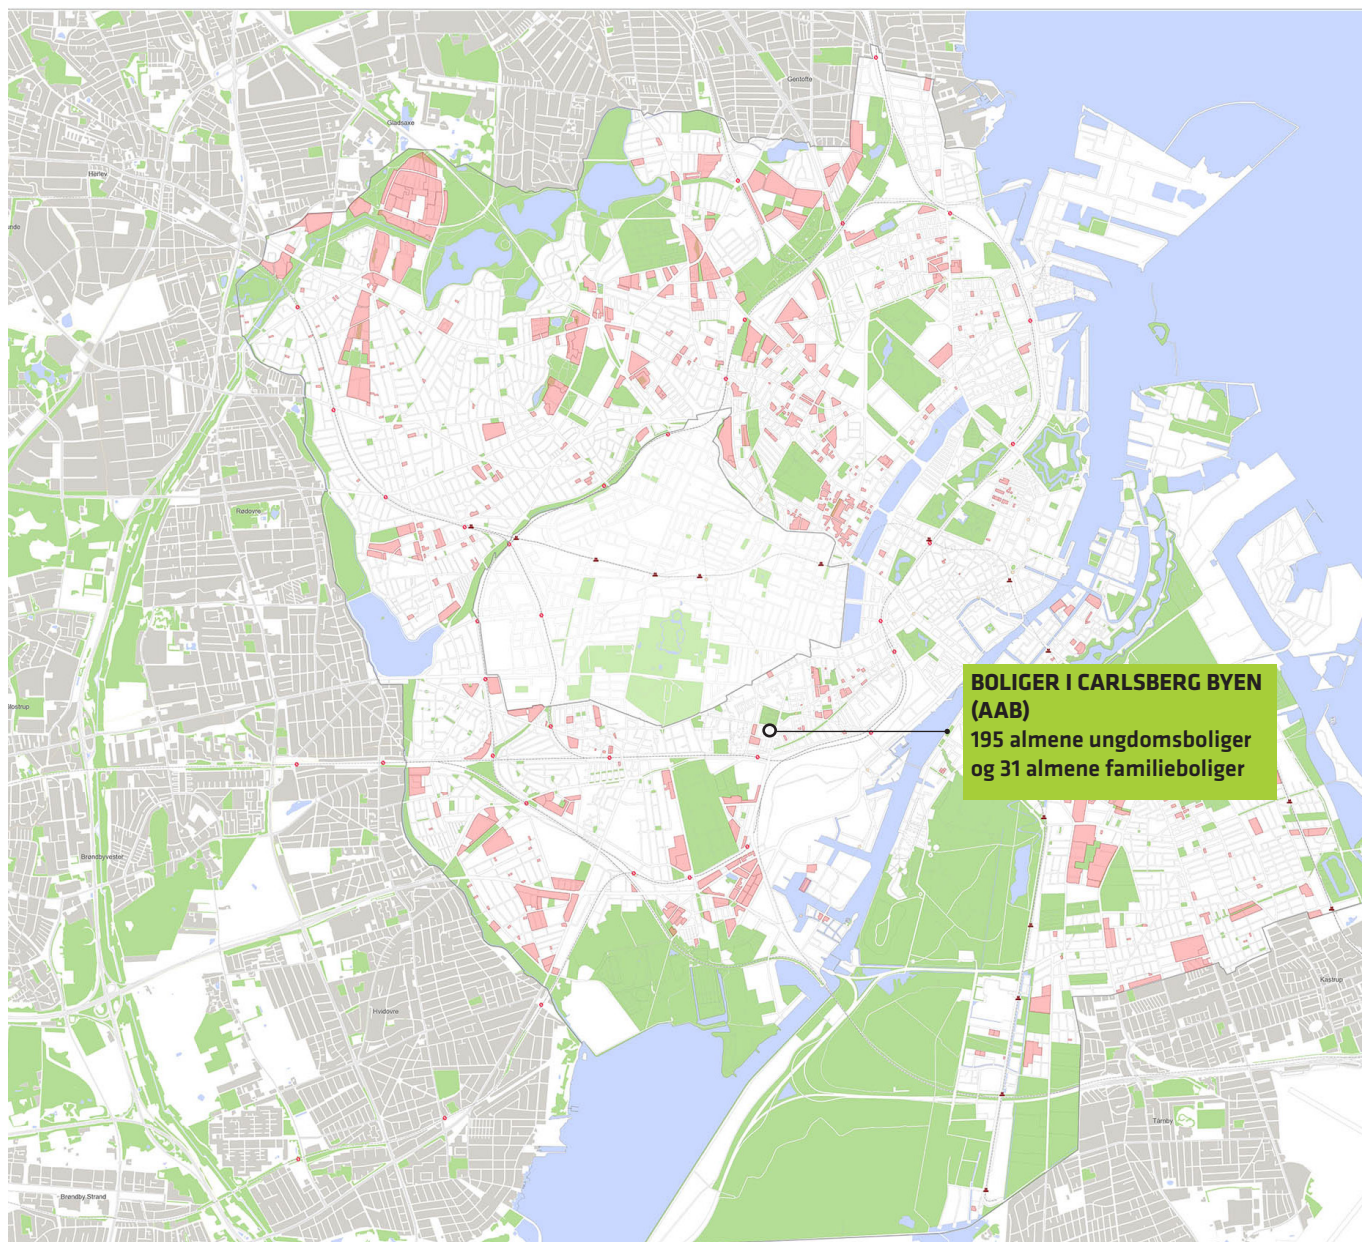 Gentofte
Gladsaxe
Herlev
Rødovre
BOLIGER I CARLSBERG BYEN
(AAB)
195 almene ungdomsboliger
og 31 almene familieboliger
Brøndbyvester
Kastrup
Hvidovre
Tårnby
Brøndby Strand